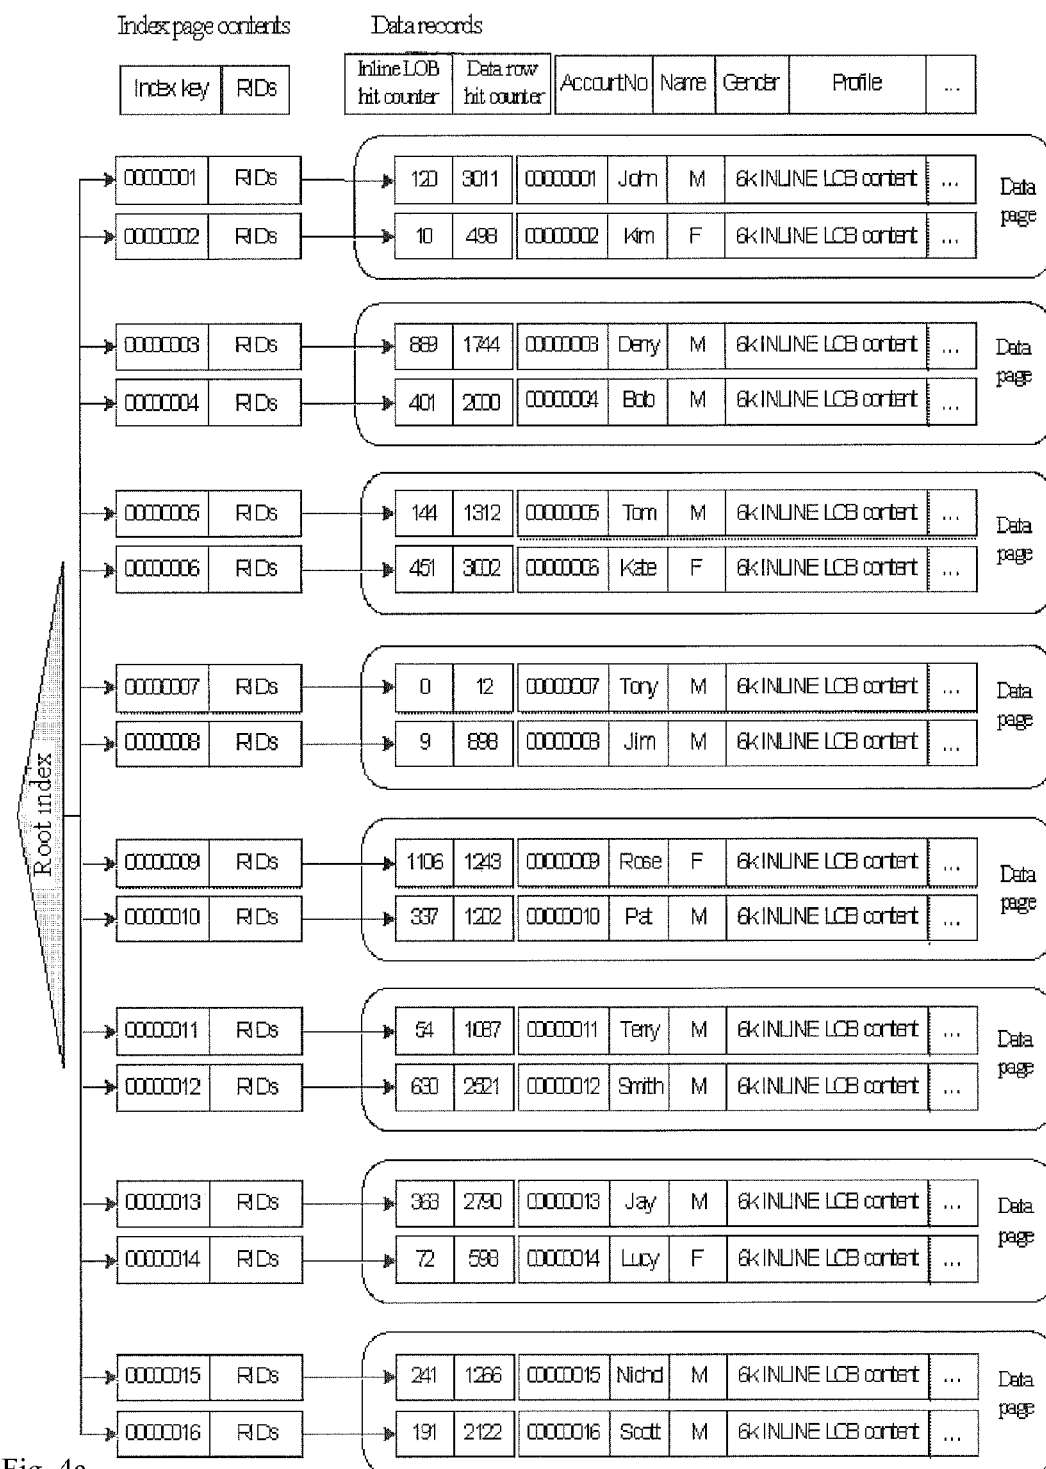 Index page contents Data records
Index key RIDs Inline LOB hit counter Data row hit counter AccountNo Name Gender Profile ...
00000001 RIDs 120 3011 00000001 John M 6k INLINE LOB content ...
00000002 RIDs 10 498 00000002 Kim F 6k INLINE LOB content ...
Data page
00000003 RIDs 889 1744 00000003 Derry M 6k INLINE LOB content ...
00000004 RIDs 401 2000 00000004 Bob M 6k INLINE LOB content ...
Data page
00000005 RIDs 144 1312 00000005 Tom M 6k INLINE LOB content ...
00000006 RIDs 451 3002 00000006 Kate F 6k INLINE LOB content ...
Data page
00000007 RIDs 0 12 00000007 Tony M 6k INLINE LOB content ...
00000008 RIDs 9 898 Jim M 6k INLINE LOB content ...
Data page
Root index
00000009 RIDs 1106 1243 00000009 Rose F 6k INLINE LOB content ...
00000010 RIDs 337 1202 00000010 Pat M 6k INLINE LOB content ...
Data page
00000011 RIDs 54 1087 00000011 Terry M 6k INLINE LOB content ...
00000012 RIDs 630 2521 00000012 Smith M 6k INLINE LOB content ...
Data page
00000013 RIDs 363 2790 00000013 Jay M 6k INLINE LOB content ...
00000014 RIDs 72 598 00000014 Lucy F 6k INLINE LOB content ...
Data page
00000015 RIDs 241 1266 00000015 M 6k INLINE LOB content ...
00000016 RIDs 191 2122 00000016 Scott M 6k INLINE LOB content ...
Data page